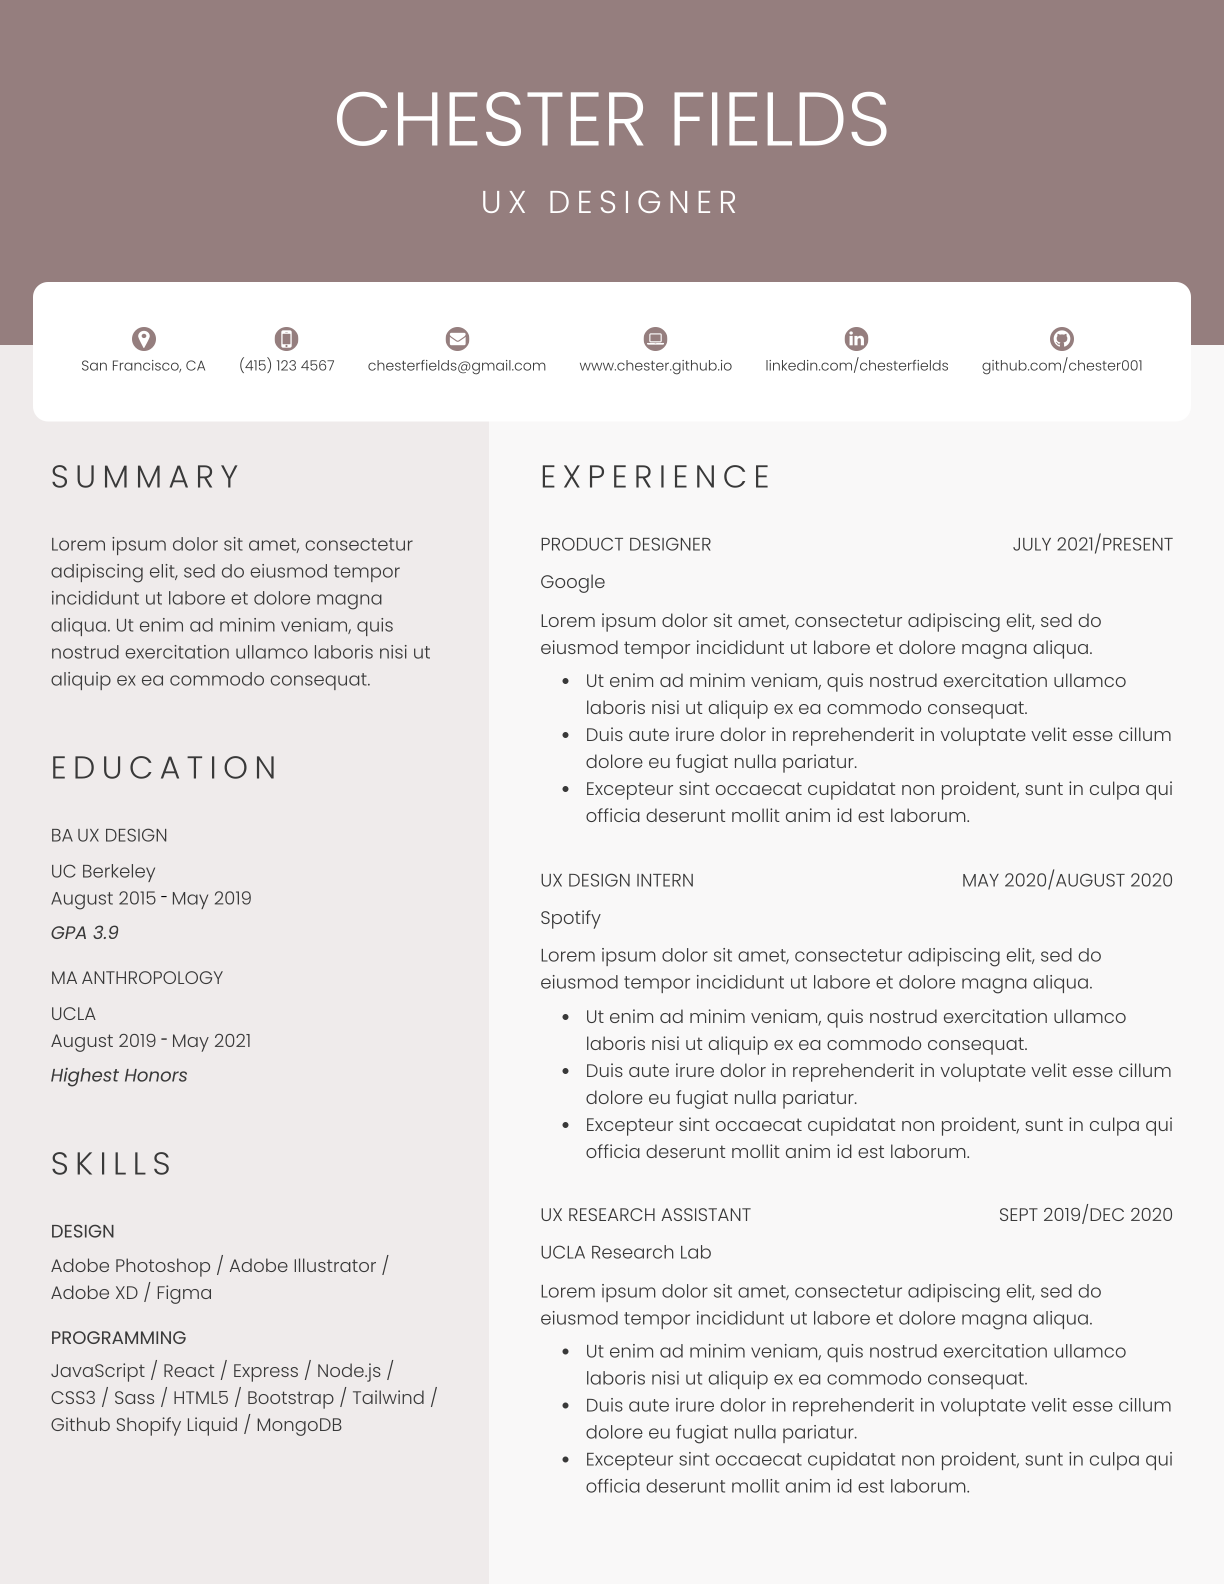 CHESTER FIELDS
UX DESIGNER
San Francisco, CA
(415) 123 4567
chesterfields@gmail.com
www.chester.github.io
linkedin.com/chesterfields
github.com/chester001
SUMMARY
Lorem ipsum dolor sit amet, consectetur
adipiscing elit, sed do eiusmod tempor
incididunt ut labore et dolore magna
aliqua. Ut enim ad minim veniam, quis
nostrud exercitation ullamco laboris nisi ut
aliquip ex ea commodo consequat.
EDUCATION
BA UX DESIGN
UC Berkeley
August 2015 - May 2019
GPA 3.9
MA ANTHROPOLOGY
UCLA
August 2019 - May 2021
Highest Honors
SKILLS
DESIGN
Adobe Photoshop / Adobe Illustrator /
Adobe XD / Figma
PROGRAMMING
JavaScript / React / Express / Node.js /
CSS3 / Sass / HTML5 / Bootstrap / Tailwind /
Github Shopify Liquid / MongoDB
EXPERIENCE
PRODUCT DESIGNER JULY 2021/PRESENT
Google
Lorem ipsum dolor sit amet, consectetur adipiscing elit, sed do
eiusmod tempor incididunt ut labore et dolore magna aliqua.
• Ut enim ad minim veniam, quis nostrud exercitation ullamco
laboris nisi ut aliquip ex ea commodo consequat.
• Duis aute irure dolor in reprehenderit in voluptate velit esse cillum
dolore eu fugiat nulla pariatur.
• Excepteur sint occaecat cupidatat non proident, sunt in culpa qui
officia deserunt mollit anim id est laborum.
UX DESIGN INTERN MAY 2020/AUGUST 2020
Spotify
Lorem ipsum dolor sit amet, consectetur adipiscing elit, sed do
eiusmod tempor incididunt ut labore et dolore magna aliqua.
• Ut enim ad minim veniam, quis nostrud exercitation ullamco
laboris nisi ut aliquip ex ea commodo consequat.
• Duis aute irure dolor in reprehenderit in voluptate velit esse cillum
dolore eu fugiat nulla pariatur.
• Excepteur sint occaecat cupidatat non proident, sunt in culpa qui
officia deserunt mollit anim id est laborum.
UX RESEARCH ASSISTANT SEPT 2019/DEC 2020
UCLA Research Lab
Lorem ipsum dolor sit amet, consectetur adipiscing elit, sed do
eiusmod tempor incididunt ut labore et dolore magna aliqua.
• Ut enim ad minim veniam, quis nostrud exercitation ullamco
laboris nisi ut aliquip ex ea commodo consequat.
• Duis aute irure dolor in reprehenderit in voluptate velit esse cillum
dolore eu fugiat nulla pariatur.
• Excepteur sint occaecat cupidatat non proident, sunt in culpa qui
officia deserunt mollit anim id est laborum.